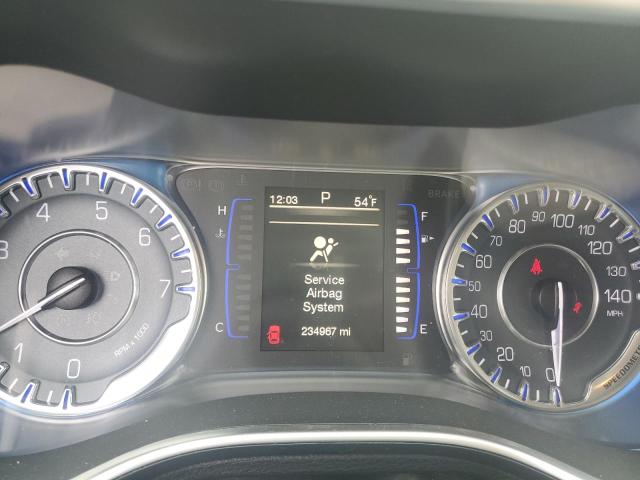 12:03 P 54°F
H
C
F
E
BRAKE
Service
Airbag
System
234967 mi
0 1 3 4 5 6 7
RPM x 1000
0 10 20 30 40 50 60 70 80 90 100 110 120 130 140
MPH